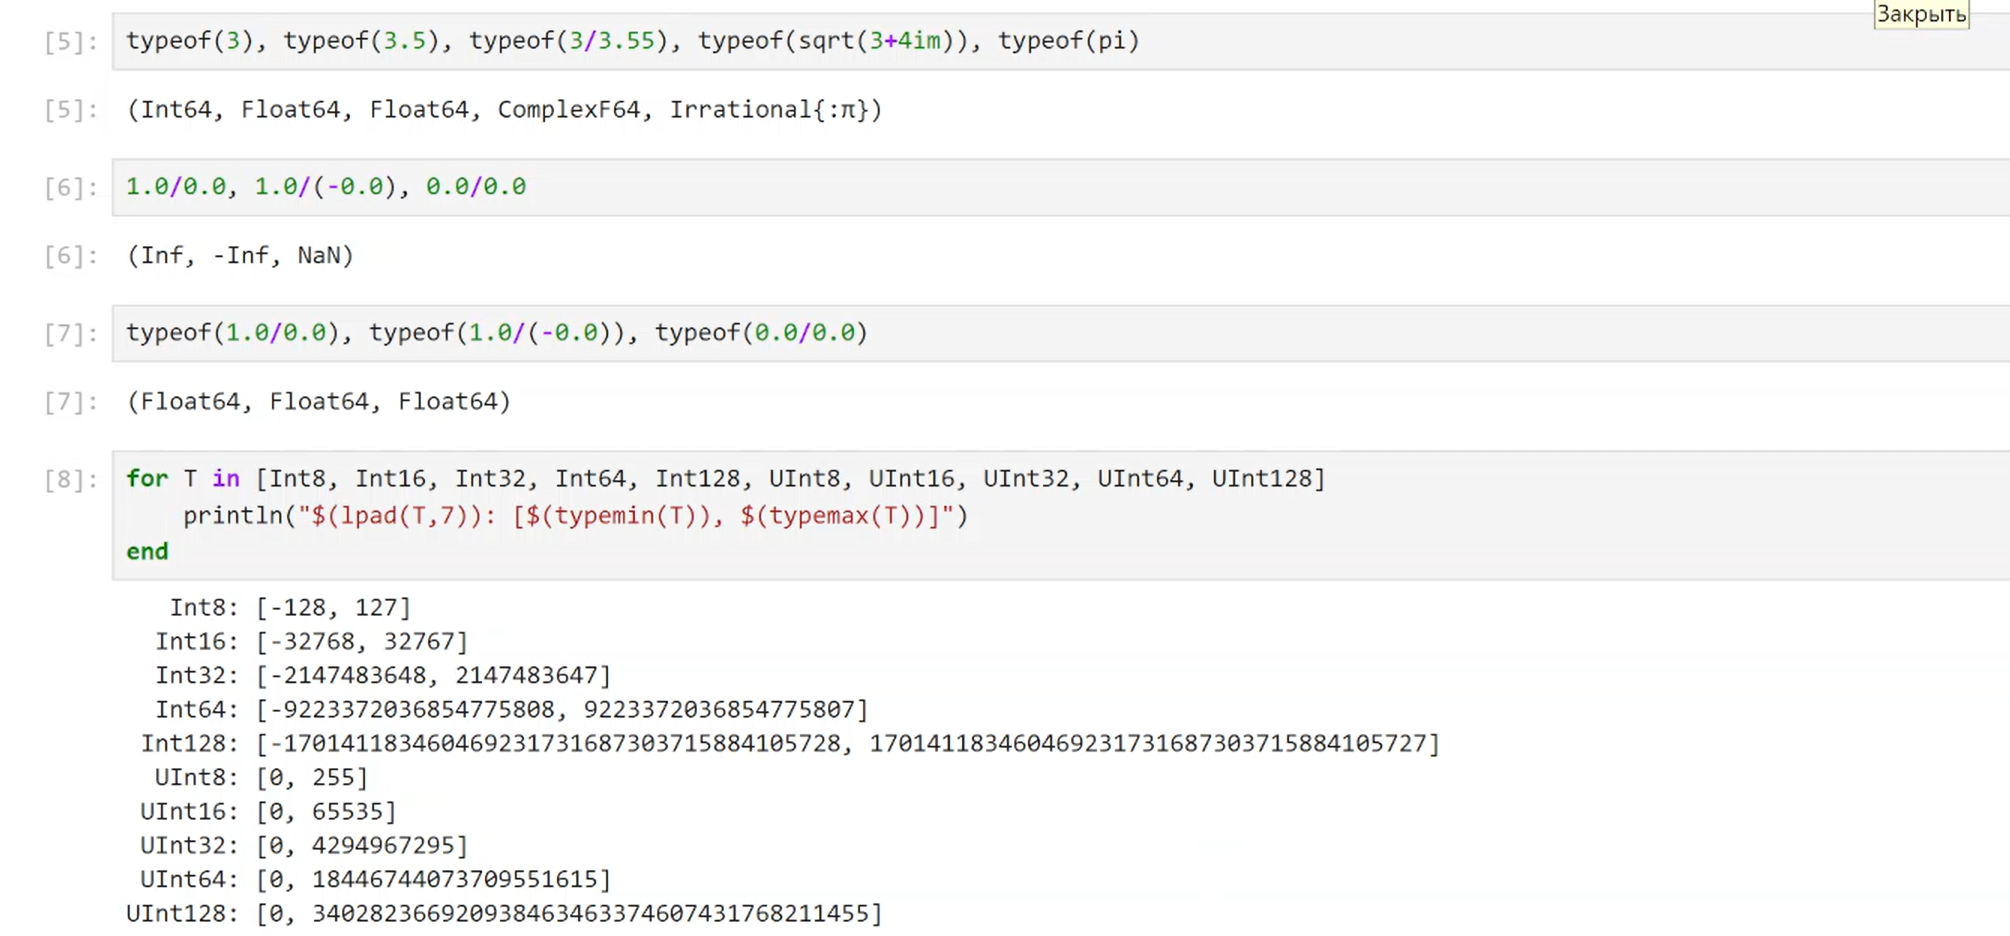 Закрыть
[5]: typeof(3), typeof(3.5), typeof(3/3.55), typeof(sqrt(3+4im)), typeof(pi)
[5]: (Int64, Float64, Float64, ComplexF64, Irrational{:π})
[6]: 1.0/0.0, 1.0/(-0.0), 0.0/0.0
[6]: (Inf, -Inf, NaN)
[7]: typeof(1.0/0.0), typeof(1.0/(-0.0)), typeof(0.0/0.0)
[7]: (Float64, Float64, Float64)
[8]: for T in [Int8, Int16, Int32, Int64, Int128, UInt8, UInt16, UInt32, UInt64, UInt128]
    println("$(lpad(T,7)): [$(typemin(T)), $(typemax(T))]")
end
   Int8: [-128, 127]
  Int16: [-32768, 32767]
  Int32: [-2147483648, 2147483647]
  Int64: [-9223372036854775808, 9223372036854775807]
 Int128: [-170141183460469231731687303715884105728, 170141183460469231731687303715884105727]
  UInt8: [0, 255]
 UInt16: [0, 65535]
 UInt32: [0, 4294967295]
 UInt64: [0, 18446744073709551615]
UInt128: [0, 340282366920938463463374607431768211455]